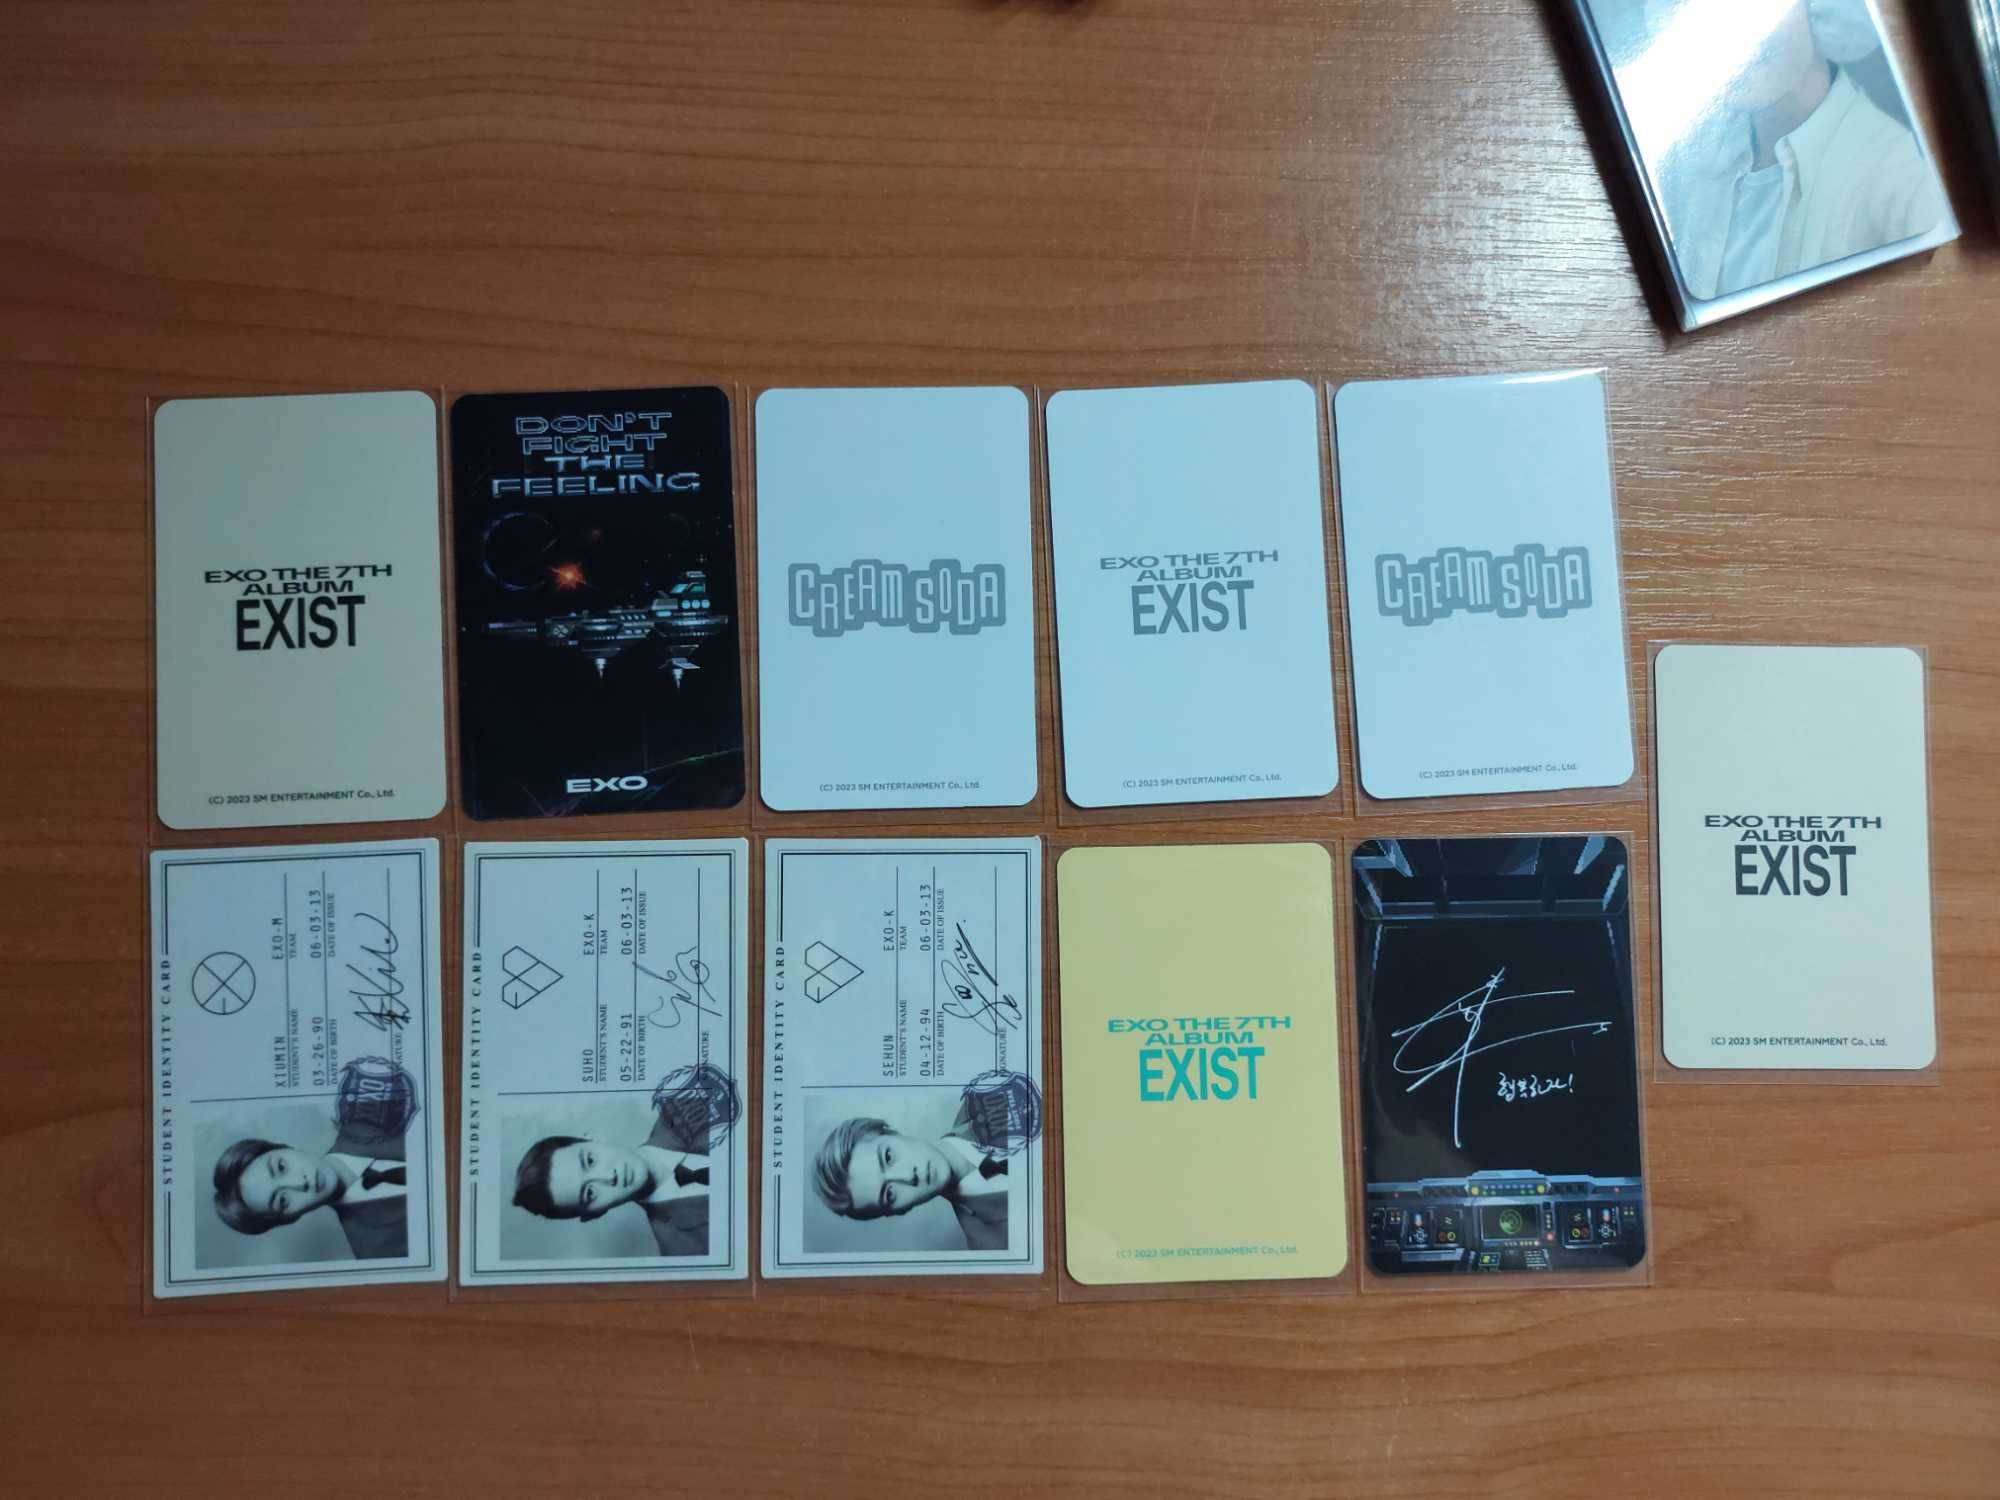 EXO THE 7TH
ALBUM
EXIST
(C) 2023 SM ENTERTAINMENT Co., Ltd.
DON'T
FIGHT
THE
FEELING
EXO
CREAM SODA
(C) 2023 SM ENTERTAINMENT Co., Ltd.
EXO THE 7TH
ALBUM
EXIST
(C) 2023 SM ENTERTAINMENT Co., Ltd.
CREAM SODA
(C) 2023 SM ENTERTAINMENT Co., Ltd.
EXO THE 7TH
ALBUM
EXIST
(C) 2023 SM ENTERTAINMENT Co., Ltd.
STUDENT IDENTITY CARD
XIUMIN EXO-M
STUDENT'S NAME TEAM
03-26-90 06-03-13
DATE OF BIRTH DATE OF ISSUE
STUDENT IDENTITY CARD
SUHO EXO-K
STUDENT'S NAME TEAM
05-22-91 06-03-13
DATE OF BIRTH DATE OF ISSUE
STUDENT IDENTITY CARD
SEHUN EXO-K
STUDENT'S NAME TEAM
04-12-94 06-03-13
DATE OF BIRTH DATE OF ISSUE
EXO THE 7TH
ALBUM
EXIST
(C) 2023 SM ENTERTAINMENT Co., Ltd.
행복하자!